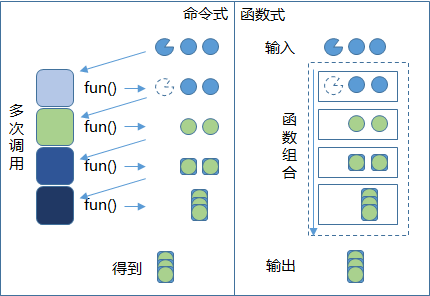 命令式
多次调用
fun()
fun()
fun()
fun()
得到
函数式
输入
函数组合
输出